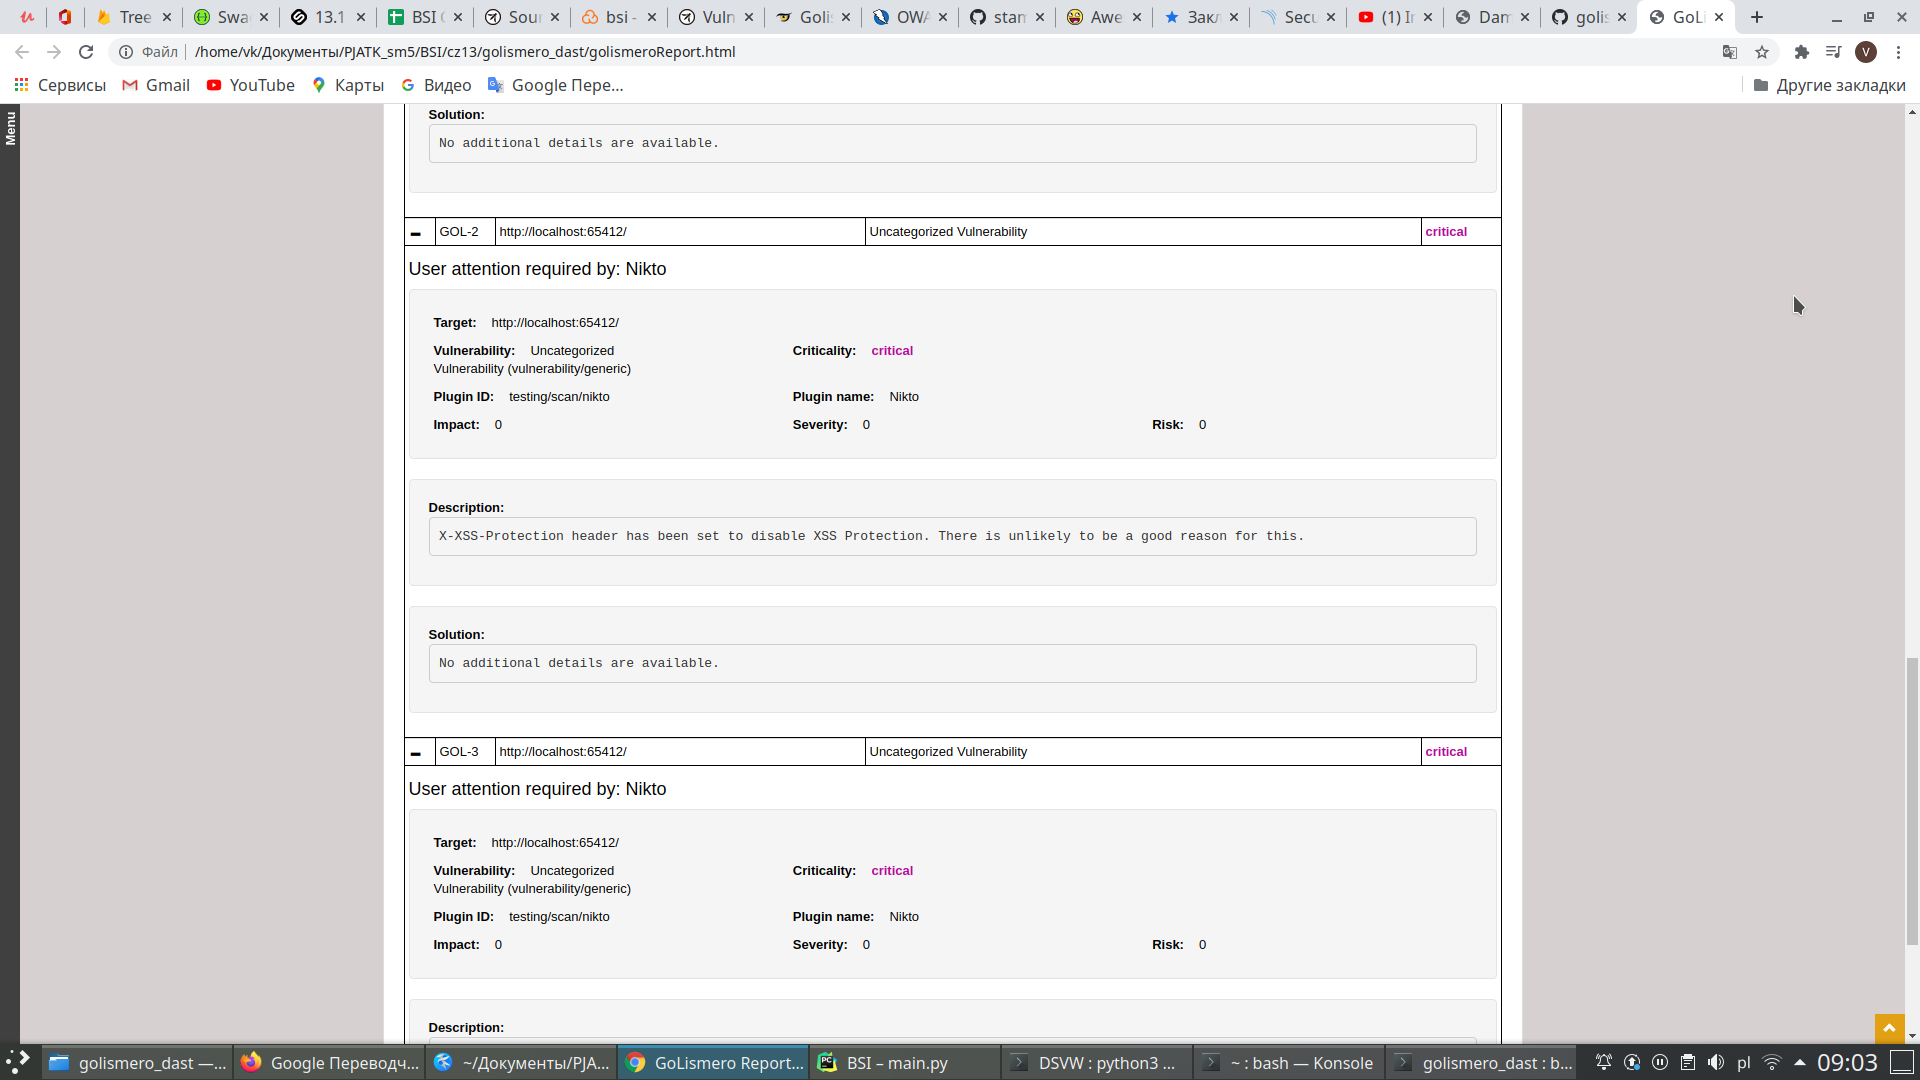 Tree
Swa
13.1
BSI (
Sour
bsi -
Vuln
Golis
OWA
stam
Awe
Закл
Secu
(1) Ir
Dam
golis
GoLi
Файл /home/vk/Документы/PJATK_sm5/BSI/cz13/golismero_dast/golismeroReport.html V
Сервисы Gmail YouTube Карты Видео Google Пере... Другие закладки
Menu
Solution:
No additional details are available.
GOL-2 http://localhost:65412/ Uncategorized Vulnerability critical
User attention required by: Nikto
Target: http://localhost:65412/
Vulnerability: Uncategorized Criticality: critical
Vulnerability (vulnerability/generic)
Plugin ID: testing/scan/nikto Plugin name: Nikto
Impact: 0 Severity: 0 Risk: 0
Description:
X-XSS-Protection header has been set to disable XSS Protection. There is unlikely to be a good reason for this.
Solution:
No additional details are available.
GOL-3 http://localhost:65412/ Uncategorized Vulnerability critical
User attention required by: Nikto
Target: http://localhost:65412/
Vulnerability: Uncategorized Criticality: critical
Vulnerability (vulnerability/generic)
Plugin ID: testing/scan/nikto Plugin name: Nikto
Impact: 0 Severity: 0 Risk: 0
Description:
golismero_dast —... Google Переводч... ~/Документы/PJA... GoLismero Report... BSI – main.py DSVW : python3 ... ~ : bash — Konsole golismero_dast : b... pl 09:03